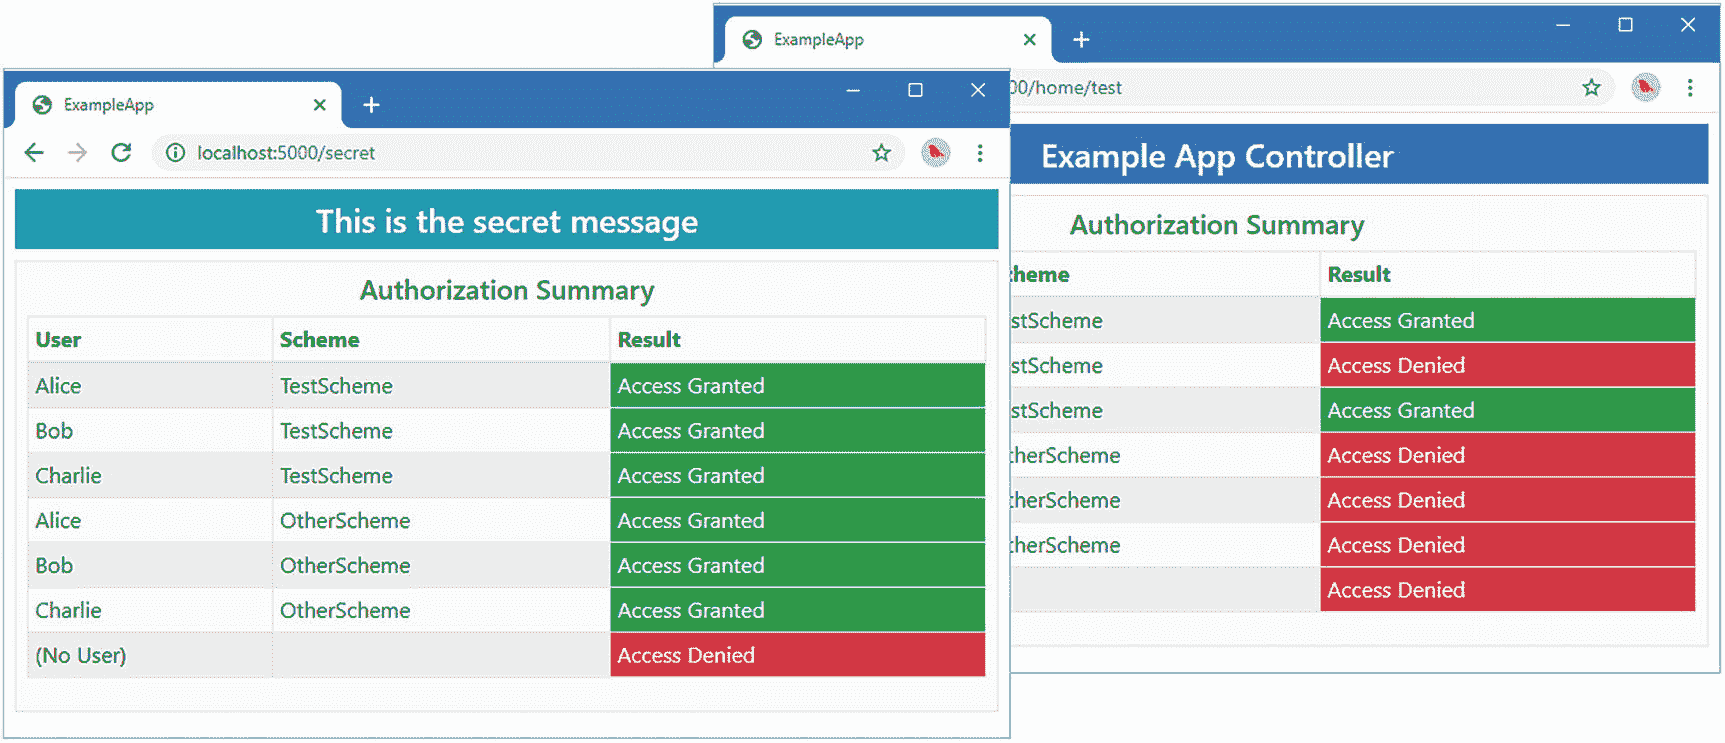 ExampleApp
localhost:5000/secret
This is the secret message
Authorization Summary
User Scheme Result
Alice TestScheme Access Granted
Bob TestScheme Access Granted
Charlie TestScheme Access Granted
Alice OtherScheme Access Granted
Bob OtherScheme Access Granted
Charlie OtherScheme Access Granted
(No User) Access Denied
ExampleApp
00/home/test
Example App Controller
Authorization Summary
heme Result
stScheme Access Granted
stScheme Access Denied
stScheme Access Granted
therScheme Access Denied
therScheme Access Denied
therScheme Access Denied
Access Denied